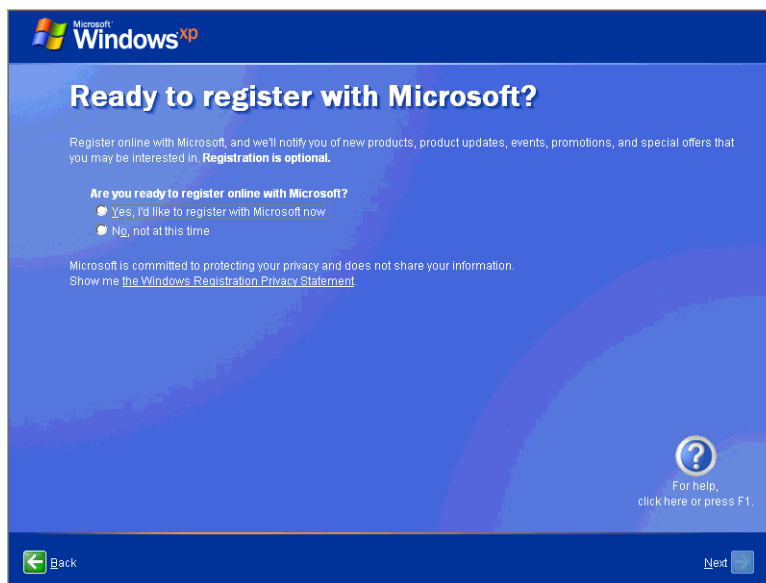 Microsoft
Windows xp
Ready to register with Microsoft?
Register online with Microsoft, and we'll notify you of new products, product updates, events, promotions, and special offers that
you may be interested in. Registration is optional.
Are you ready to register online with Microsoft?
Yes, I'd like to register with Microsoft now
No, not at this time
Microsoft is committed to protecting your privacy and does not share your information.
Show me the Windows Registration Privacy Statement.
?
For help,
click here or press F1.
Back
Next